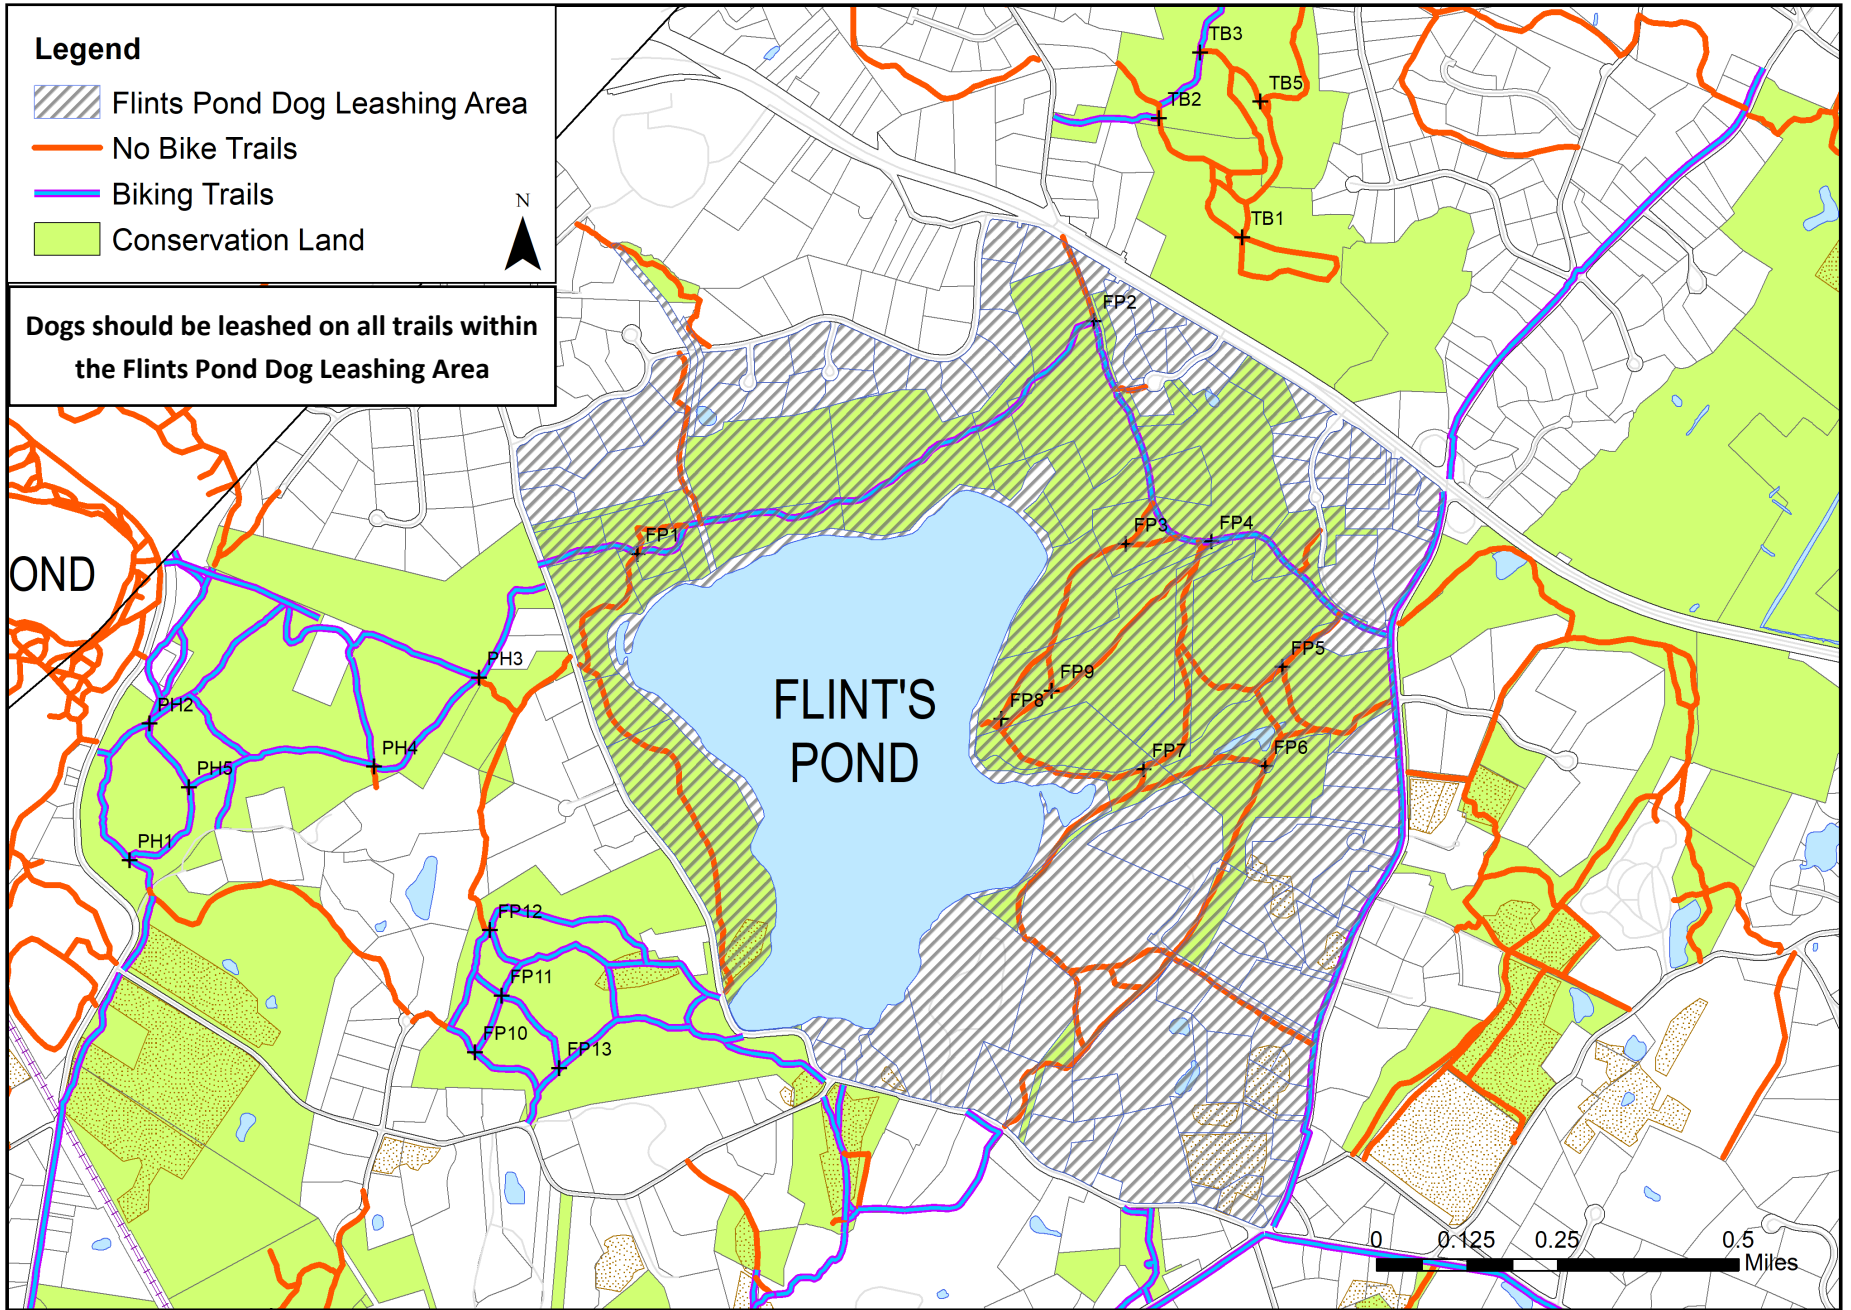 Legend
Flints Pond Dog Leashing Area
No Bike Trails
Biking Trails
Conservation Land
N
Dogs should be leashed on all trails within
the Flints Pond Dog Leashing Area
TB3
TB5
TB2
TB1
FP2
FP1
FP3
FP4
OND
PH3
FP5
FP9
FP8
FLINT'S
POND
PH2
PH4
PH5
FP7
FP6
PH1
FP12
FP11
FP10
FP13
0
0.125
0.25
0.5
Miles